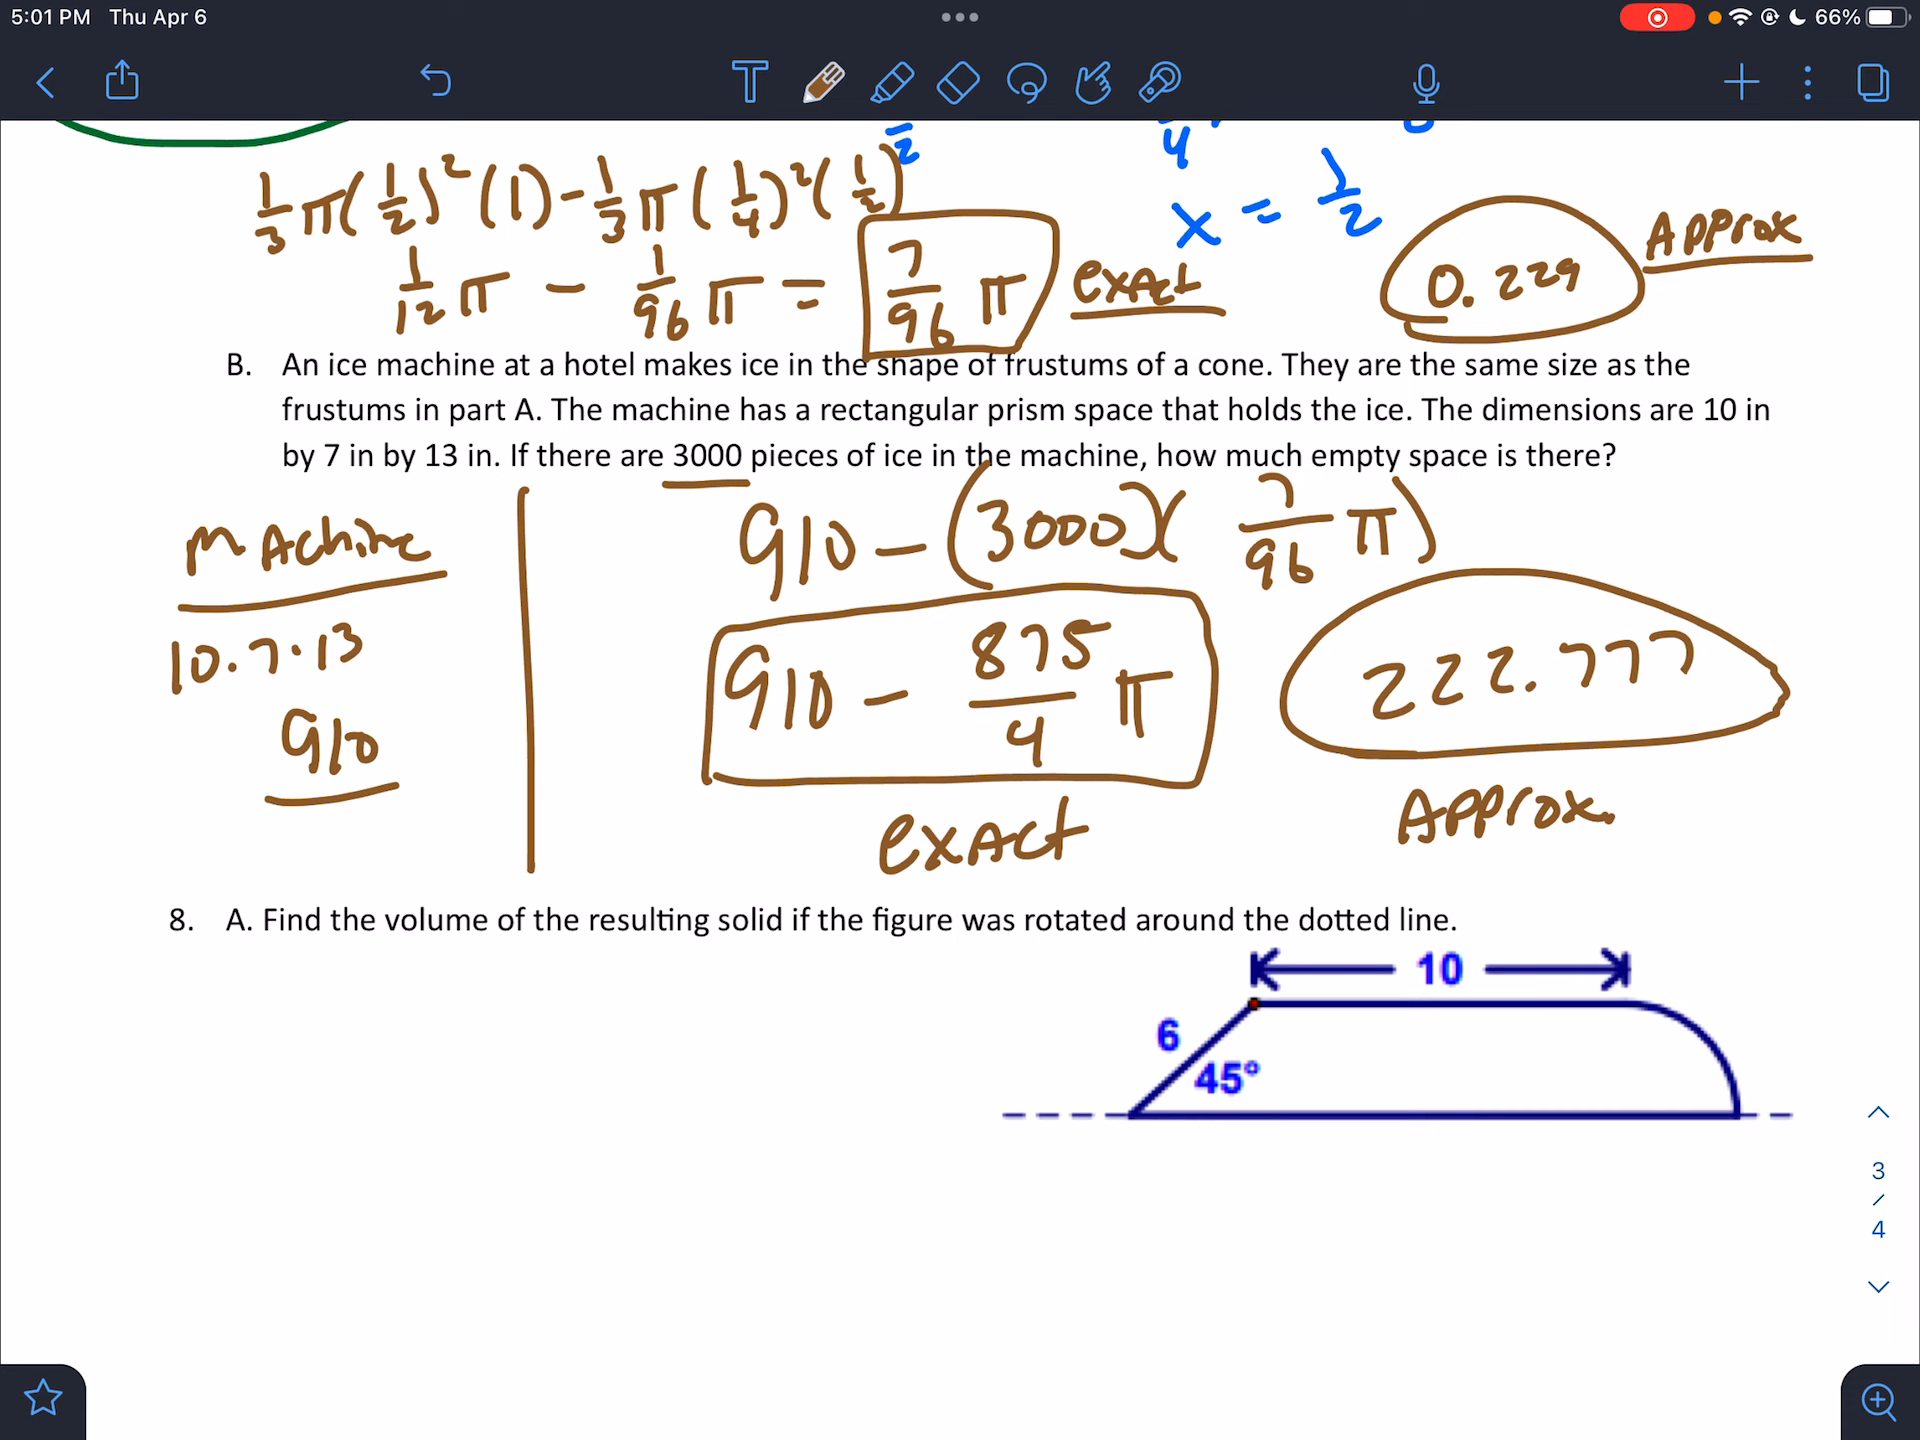 5:01 PM Thu Apr 6
66%
1/3 π(1/2)²(1)-1/3 π(1/4)²(1/2)
2
4
x = 1/2
1/12 π - 1/96 π = 7/96 π exact
0.229
Approx
B. An ice machine at a hotel makes ice in the shape of frustums of a cone. They are the same size as the
frustums in part A. The machine has a rectangular prism space that holds the ice. The dimensions are 10 in
by 7 in by 13 in. If there are 3000 pieces of ice in the machine, how much empty space is there?
mAchine
10.7.13
910
910 - (3000)(7/96 π)
910 - 875/4 π
exAct
222.777
Approx.
8. A. Find the volume of the resulting solid if the figure was rotated around the dotted line.
10
6
45°
3
/
4